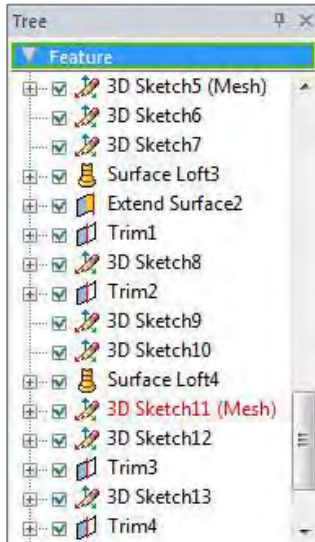 Tree
Feature
3D Sketch5 (Mesh)
3D Sketch6
3D Sketch7
Surface Loft3
Extend Surface2
Trim1
3D Sketch8
Trim2
3D Sketch9
3D Sketch10
Surface Loft4
3D Sketch11 (Mesh)
3D Sketch12
Trim3
3D Sketch13
Trim4